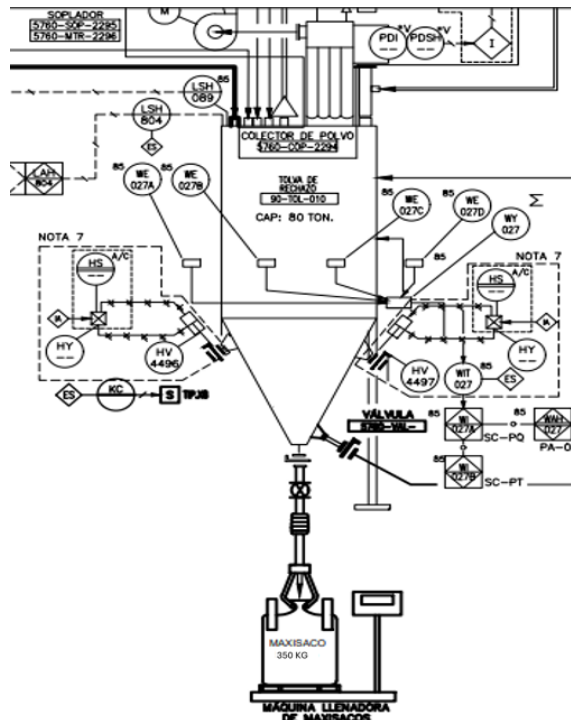 SOPLADOR
5760-SOP-2295
5760-MTR-2296
M
PDI
--
*V
PDSH
--
*V
I
85
LSH
089
LSH
804
ES
LAH
804
COLECTOR DE POLVO
5760-COP-2294
TOLVA DE
RECHAZO
90-TOL-010
CAP: 80 TON.
85
WE
027A
85
WE
027B
85
WE
027C
85
WE
027D
WY
027
Σ
NOTA 7
HS
--
A/C
IA
HY
--
HV
4496
ES
KC
--
S
TPJS
NOTA 7
HS
--
A/C
IA
HY
--
HV
4497
85
WIT
027
ES
VÁLVULA
5760-VAL-
85
WI
027A
SC-PQ
85
WAH
027
PA-0
85
WI
027B
SC-PT
MAXISACO
350 KG
MÁQUINA LLENADORA
DE MAXISACOS